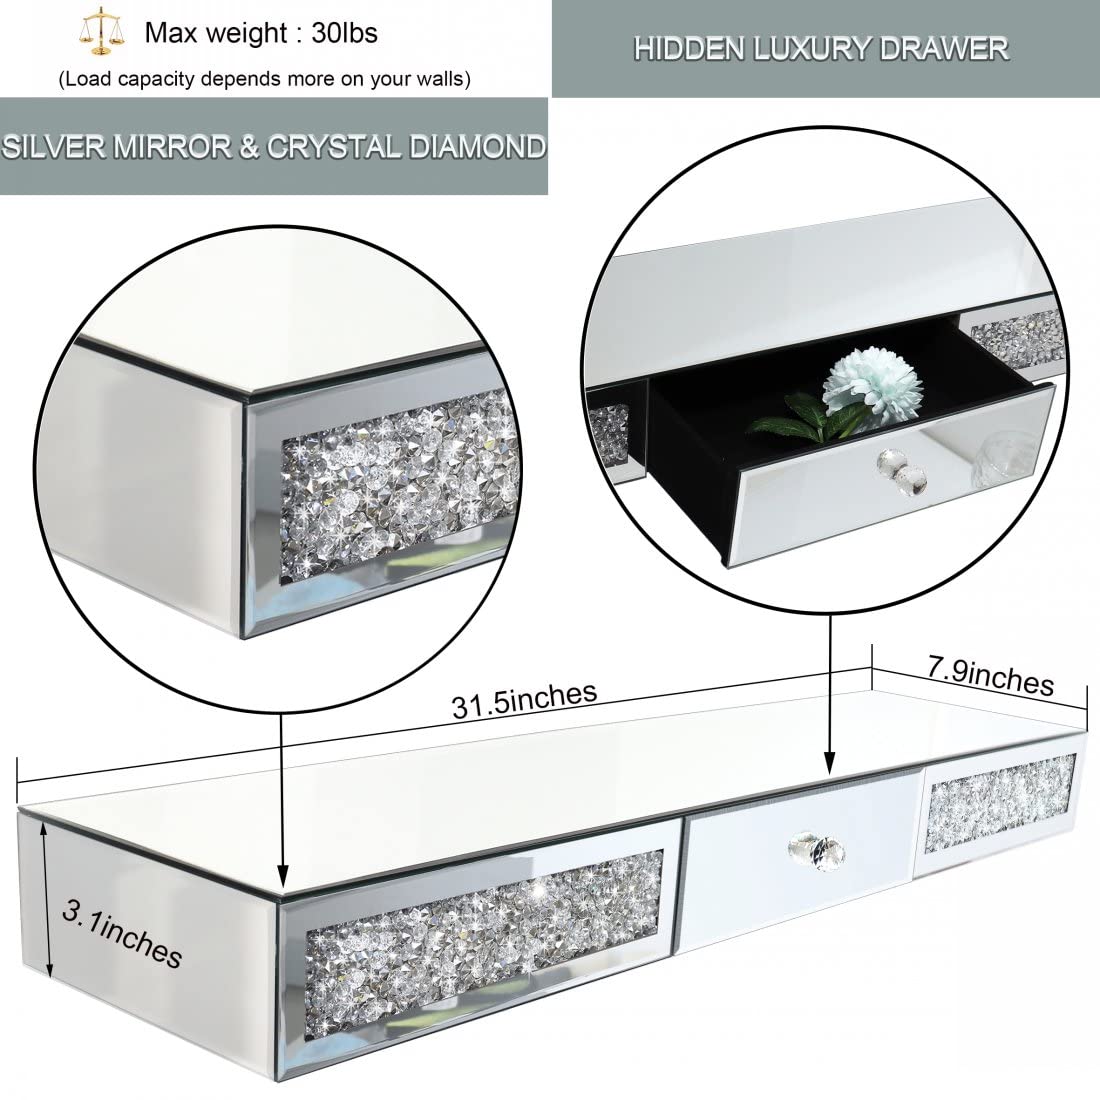 Max weight : 30lbs
(Load capacity depends more on your walls)
HIDDEN LUXURY DRAWER
SILVER MIRROR & CRYSTAL DIAMOND
31.5inches
7.9inches
3.1inches